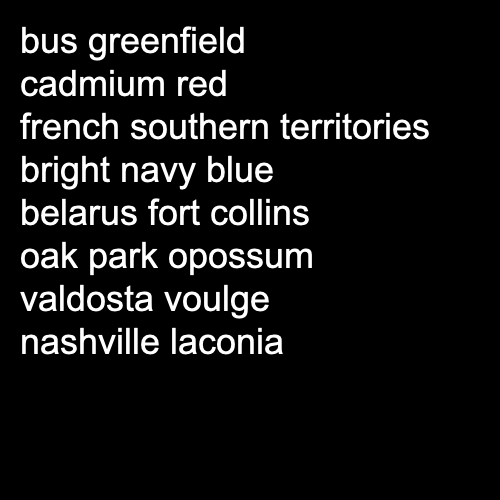 bus greenfield
cadmium red
french southern territories
bright navy blue
belarus fort collins
oak park opossum
valdosta voulge
nashville laconia